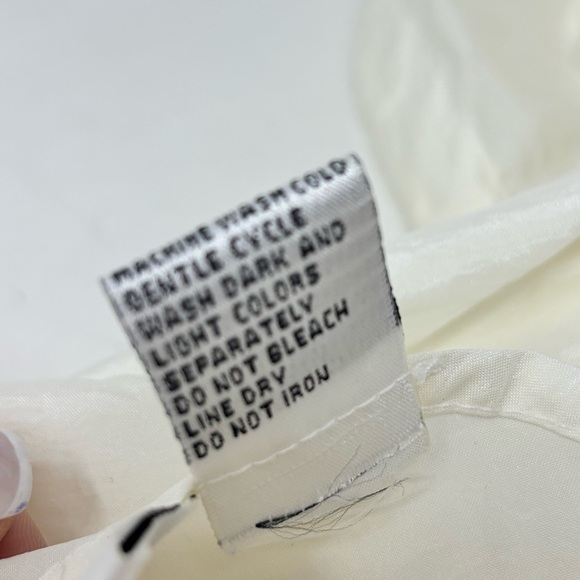 MACHINE WASH COLD
GENTLE CYCLE
WASH DARK AND
LIGHT COLORS
SEPARATELY
DO NOT BLEACH
LINE DRY
DO NOT IRON